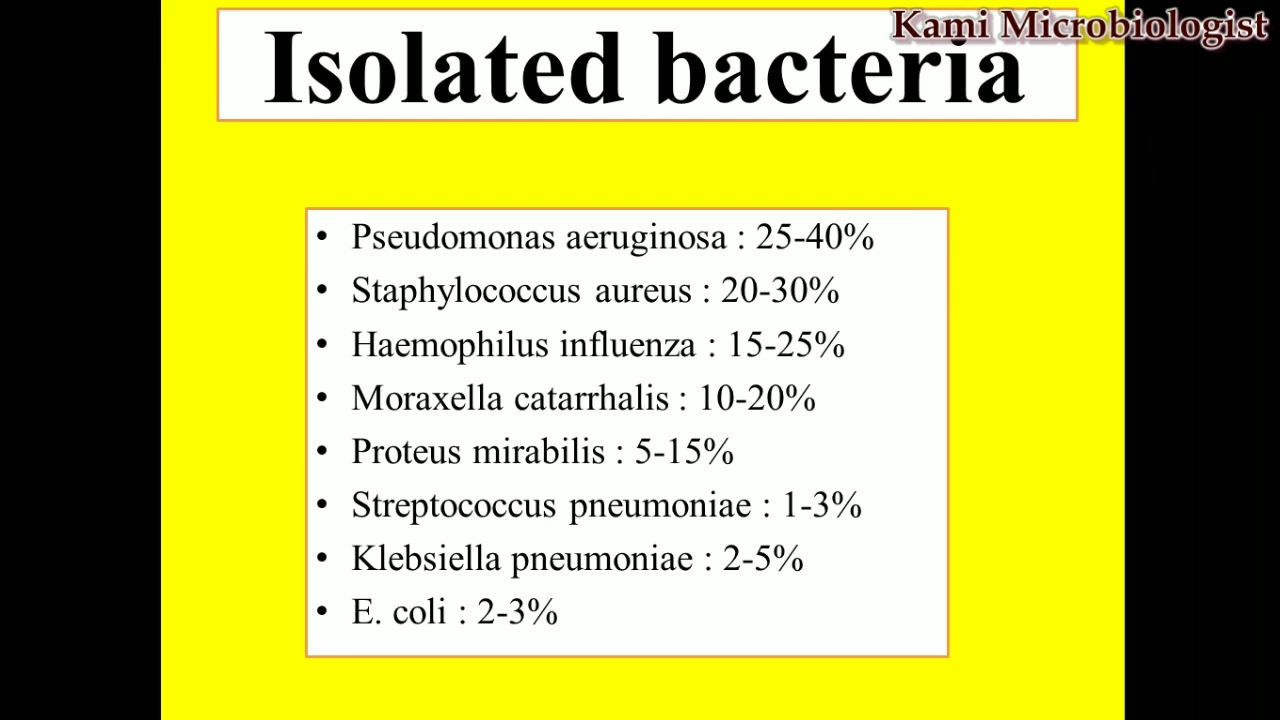 Kami Microbiologist
Isolated bacteria
• Pseudomonas aeruginosa : 25-40%
• Staphylococcus aureus : 20-30%
• Haemophilus influenza : 15-25%
• Moraxella catarrhalis : 10-20%
• Proteus mirabilis : 5-15%
• Streptococcus pneumoniae : 1-3%
• Klebsiella pneumoniae : 2-5%
• E. coli : 2-3%